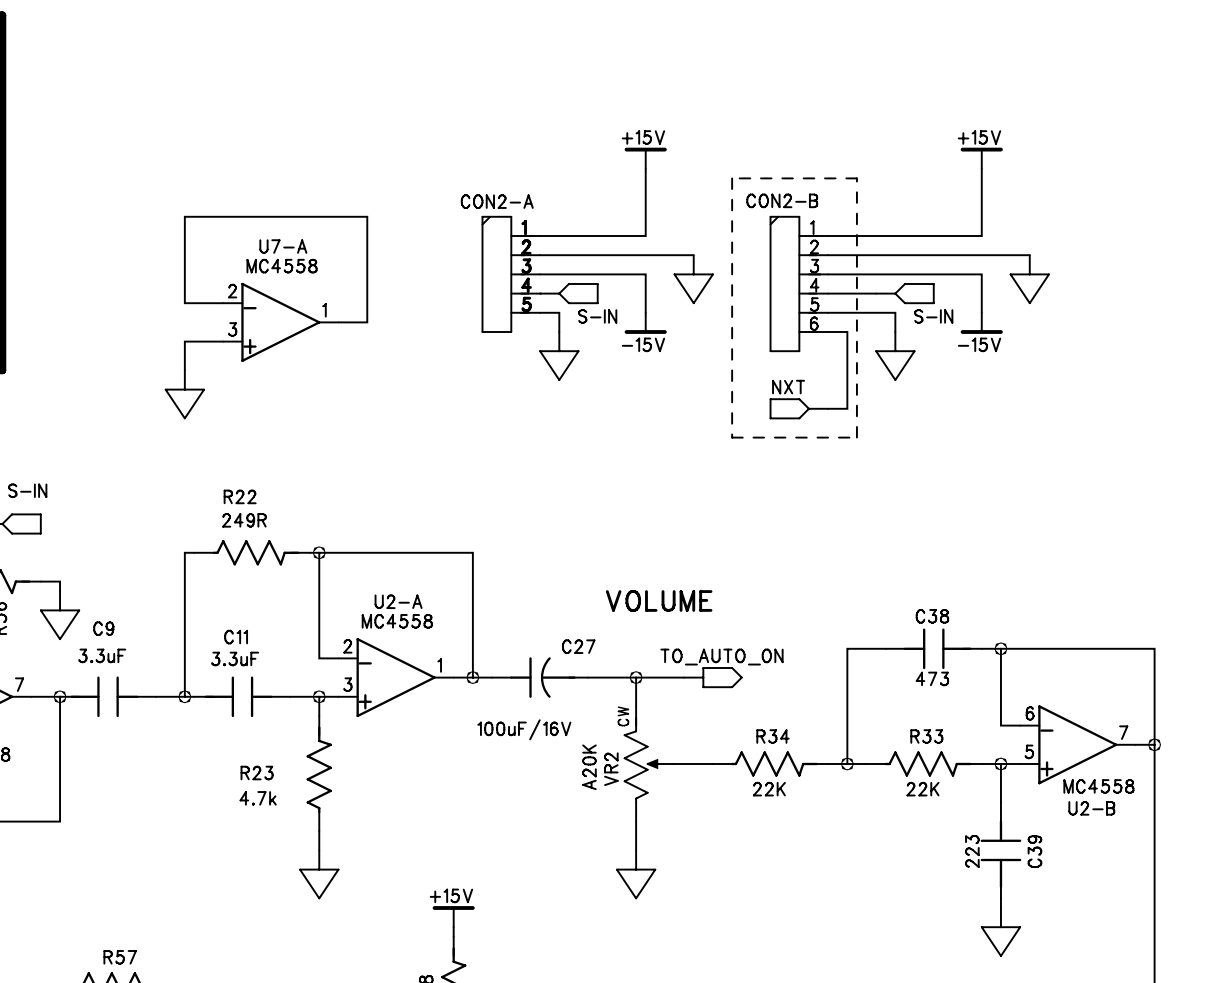 +15V
+15V
CON2-A
CON2-B
1
2
3
4
5
S-IN
-15V
1
2
3
4
5
6
S-IN
-15V
NXT
U7-A
MC4558
2
3
1
S-IN
R22
249R
C9
3.3uF
C11
3.3uF
7
8
U2-A
MC4558
2
3
1
R23
4.7k
C27
100uF/16V
VOLUME
TO_AUTO_ON
CW
A20K
VR2
R34
22K
R33
22K
C38
473
6
5
7
MC4558
U2-B
223
C39
+15V
R57